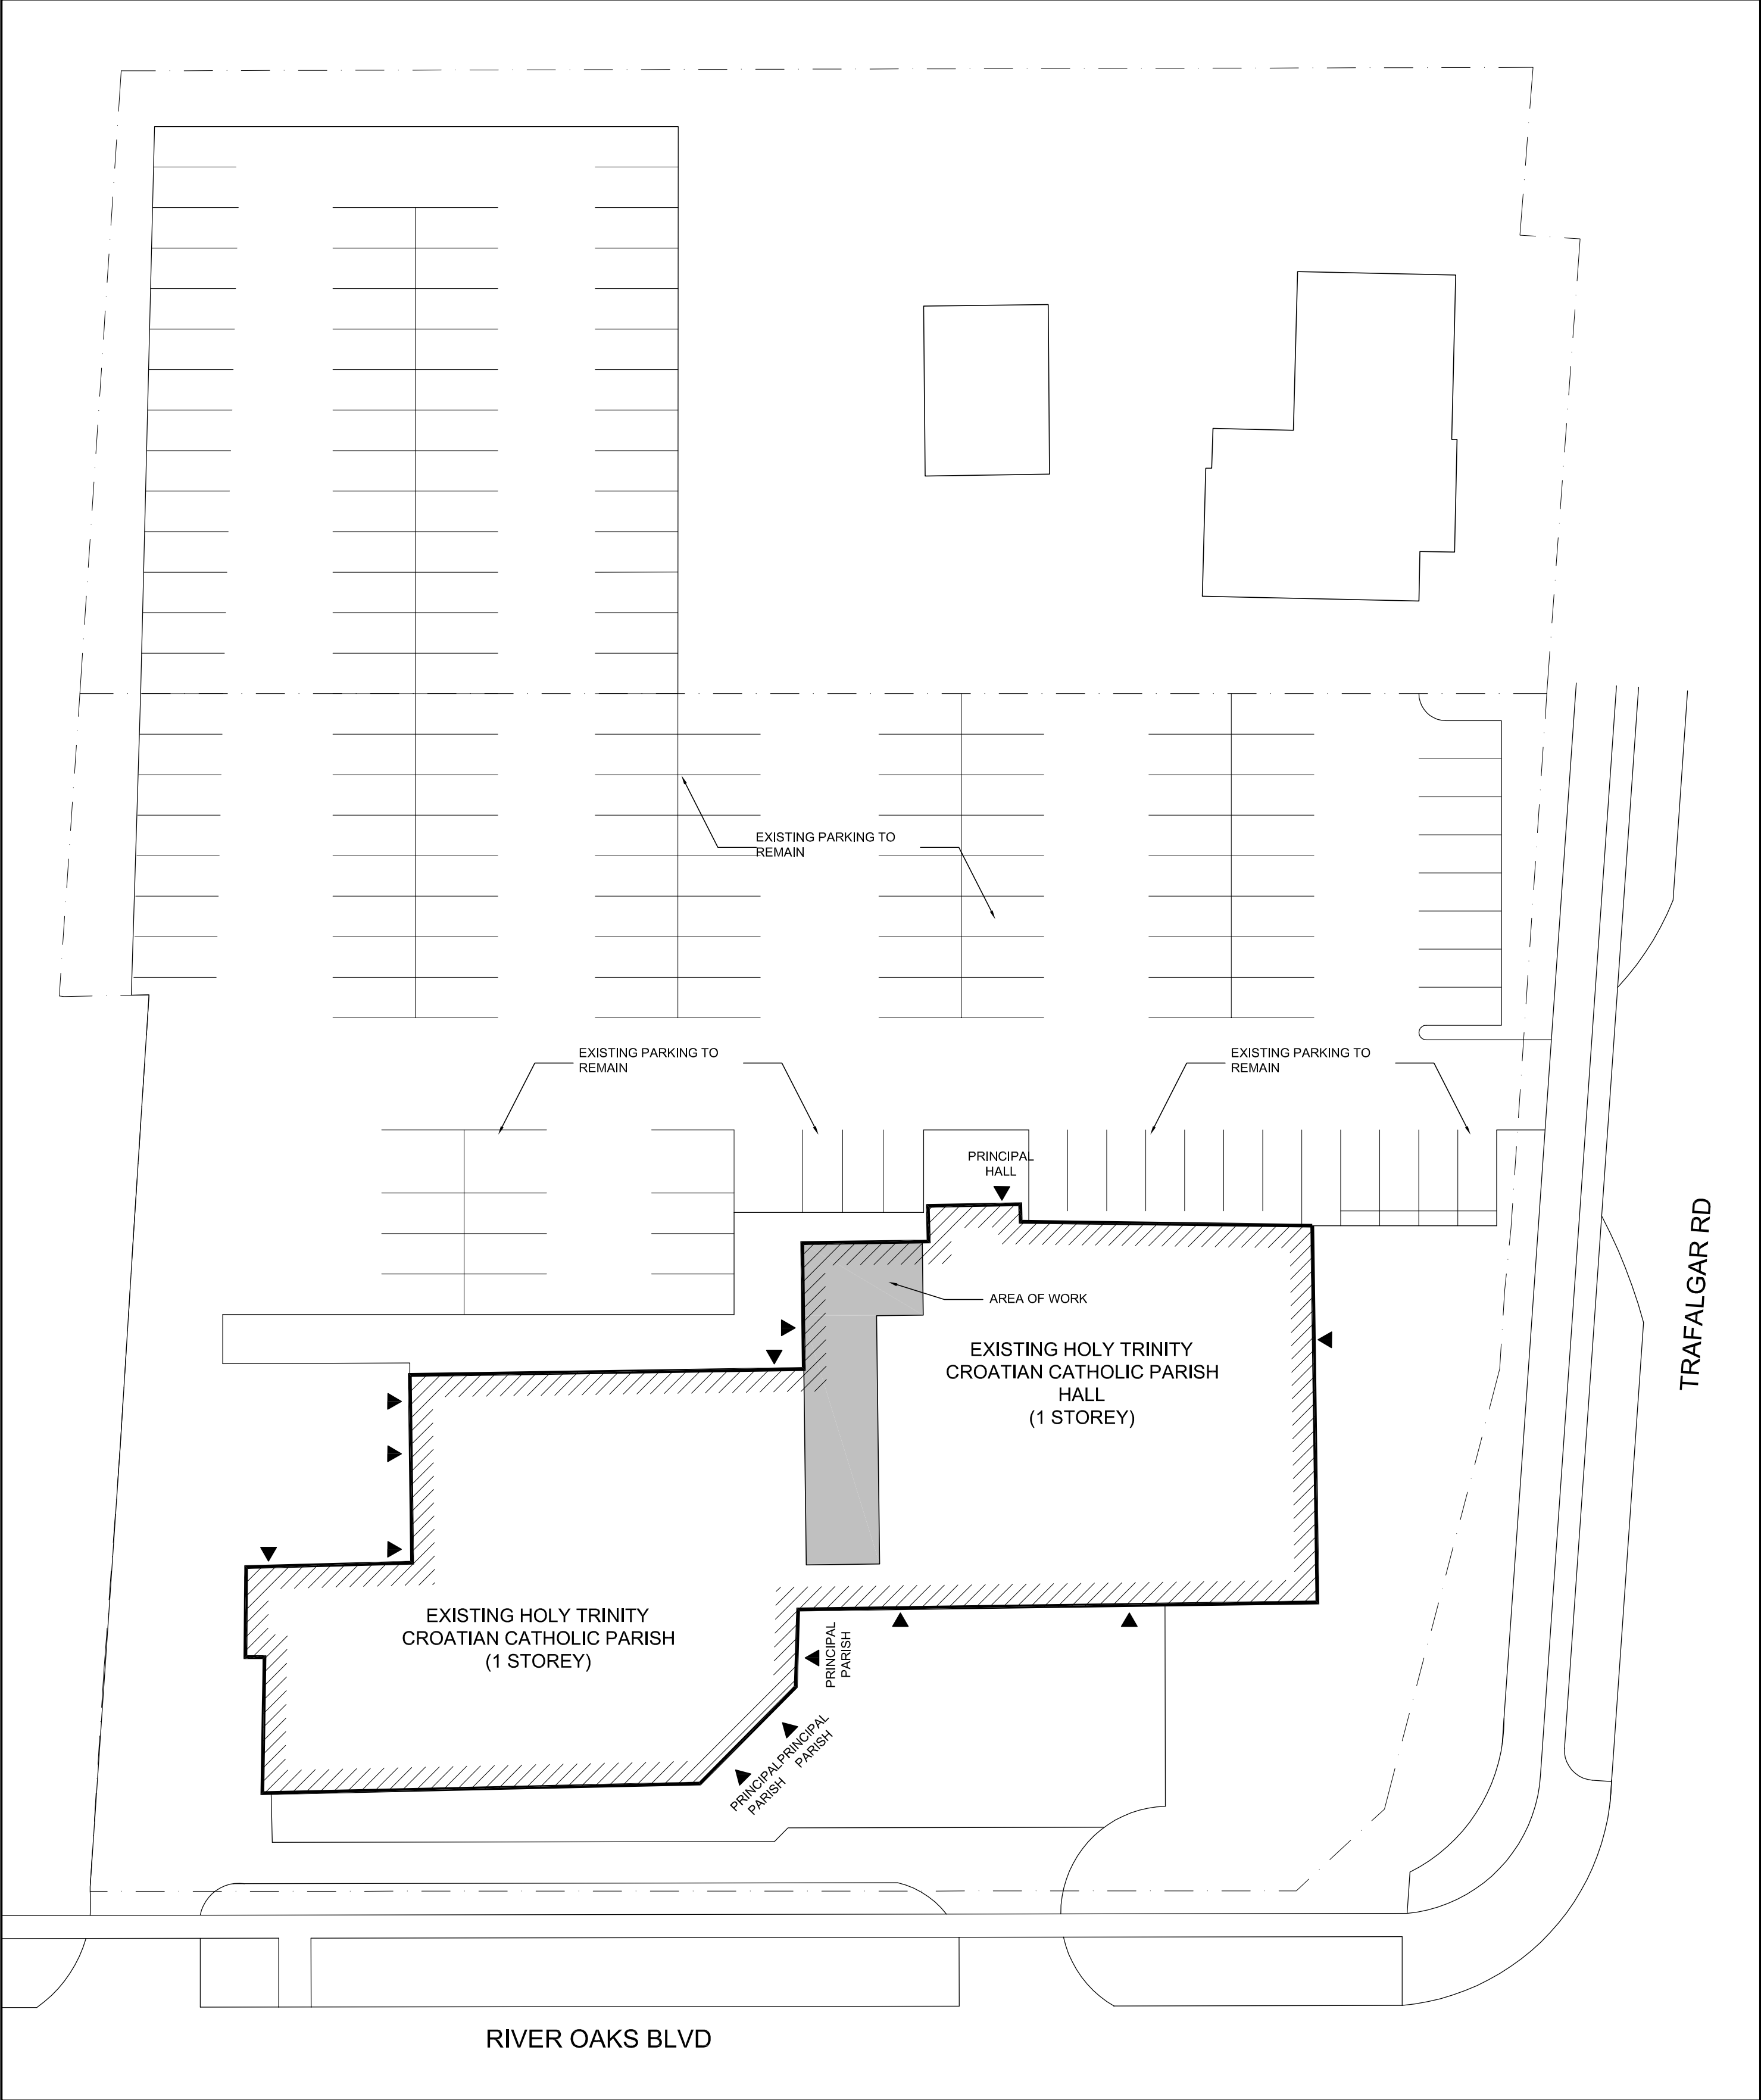 EXISTING PARKING TO
REMAIN
EXISTING PARKING TO
REMAIN
EXISTING PARKING TO
REMAIN
PRINCIPAL
HALL
AREA OF WORK
EXISTING HOLY TRINITY
CROATIAN CATHOLIC PARISH
HALL
(1 STOREY)
TRAFALGAR RD
EXISTING HOLY TRINITY
CROATIAN CATHOLIC PARISH
(1 STOREY)
PRINCIPAL
PARISH
PRINCIPAL
PARISH
PRINCIPAL
PARISH
RIVER OAKS BLVD